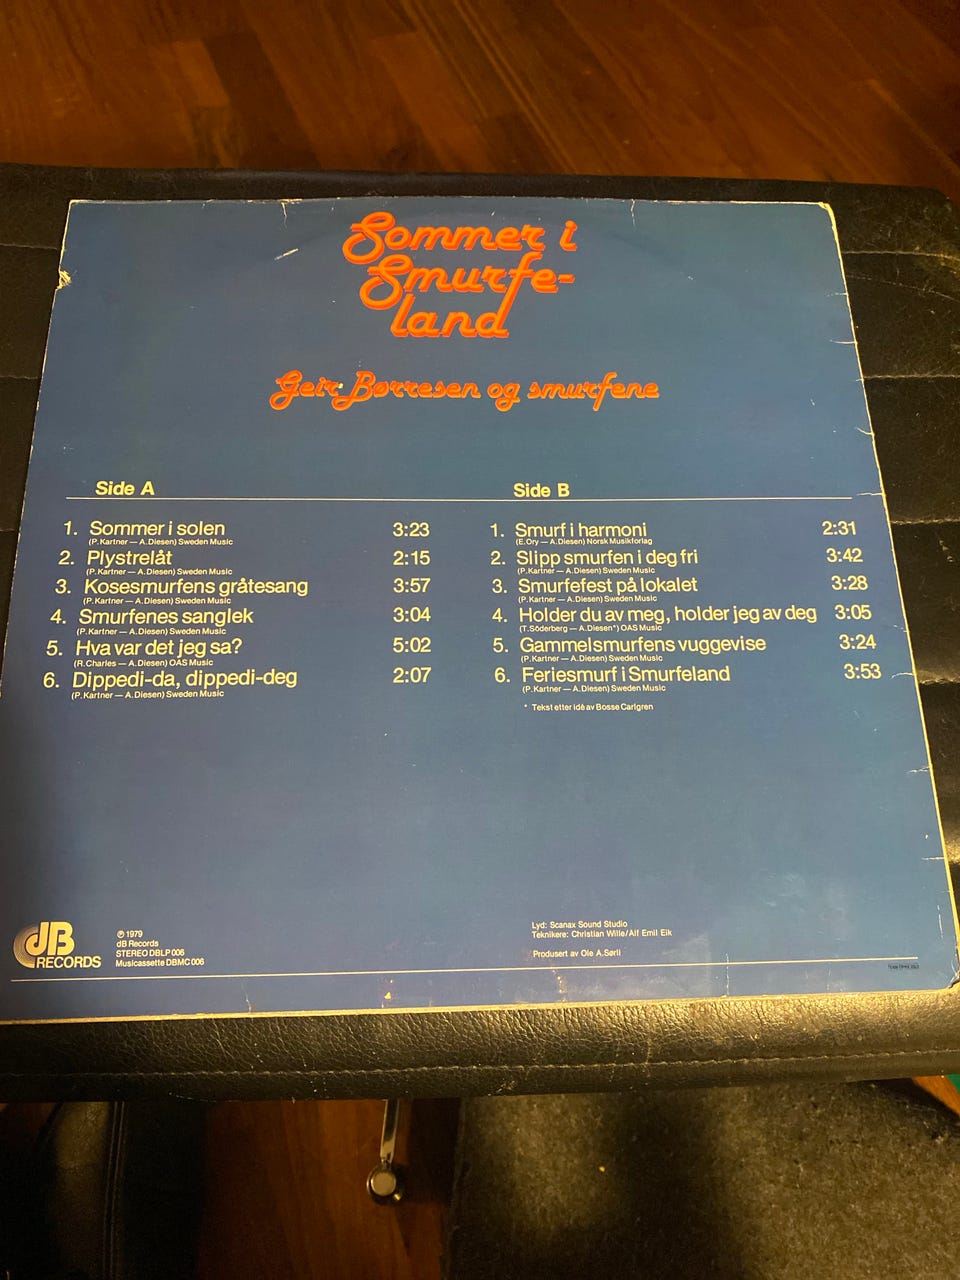 Sommer i
Smurfe-
land
Geir Børresen og smurfene
Side A
1. Sommer i solen 3:23
(P. Kartner — A. Diesen) Sweden Music
2. Plystrelåt 2:15
(P. Kartner — A. Diesen) Sweden Music
3. Kosesmurfens gråtesang 3:57
(P. Kartner — A. Diesen) Sweden Music
4. Smurfenes sanglek 3:04
(P. Kartner — A. Diesen) Sweden Music
5. Hva var det jeg sa? 5:02
(R. Charles — A. Diesen) OAS Music
6. Dippedi-da, dippedi-deg 2:07
(P. Kartner — A. Diesen) Sweden Music
Side B
1. Smurf i harmoni 2:31
(E. Ory — A. Diesen) Norsk Musikforlag
2. Slipp smurfen i deg fri 3:42
(P. Kartner — A. Diesen) Sweden Music
3. Smurfefest på lokalet 3:28
(P. Kartner — A. Diesen) Sweden Music
4. Holder du av meg, holder jeg av deg 3:05
(T. Söderberg — A. Diesen*) OAS Music
5. Gammelsmurfens vuggevise 3:24
(P. Kartner — A. Diesen) Sweden Music
6. Feriesmurf i Smurfeland 3:53
(P. Kartner — A. Diesen) Sweden Music
* Tekst etter idè av Bosse Carlgren
dB
RECORDS
℗ 1979
dB Records
STEREO DBLP 006
Musicassette DBMC 006
Lyd: Scanax Sound Studio
Teknikere: Christian Wille/Alf Emil Eik
Produsert av Ole A. Sørli